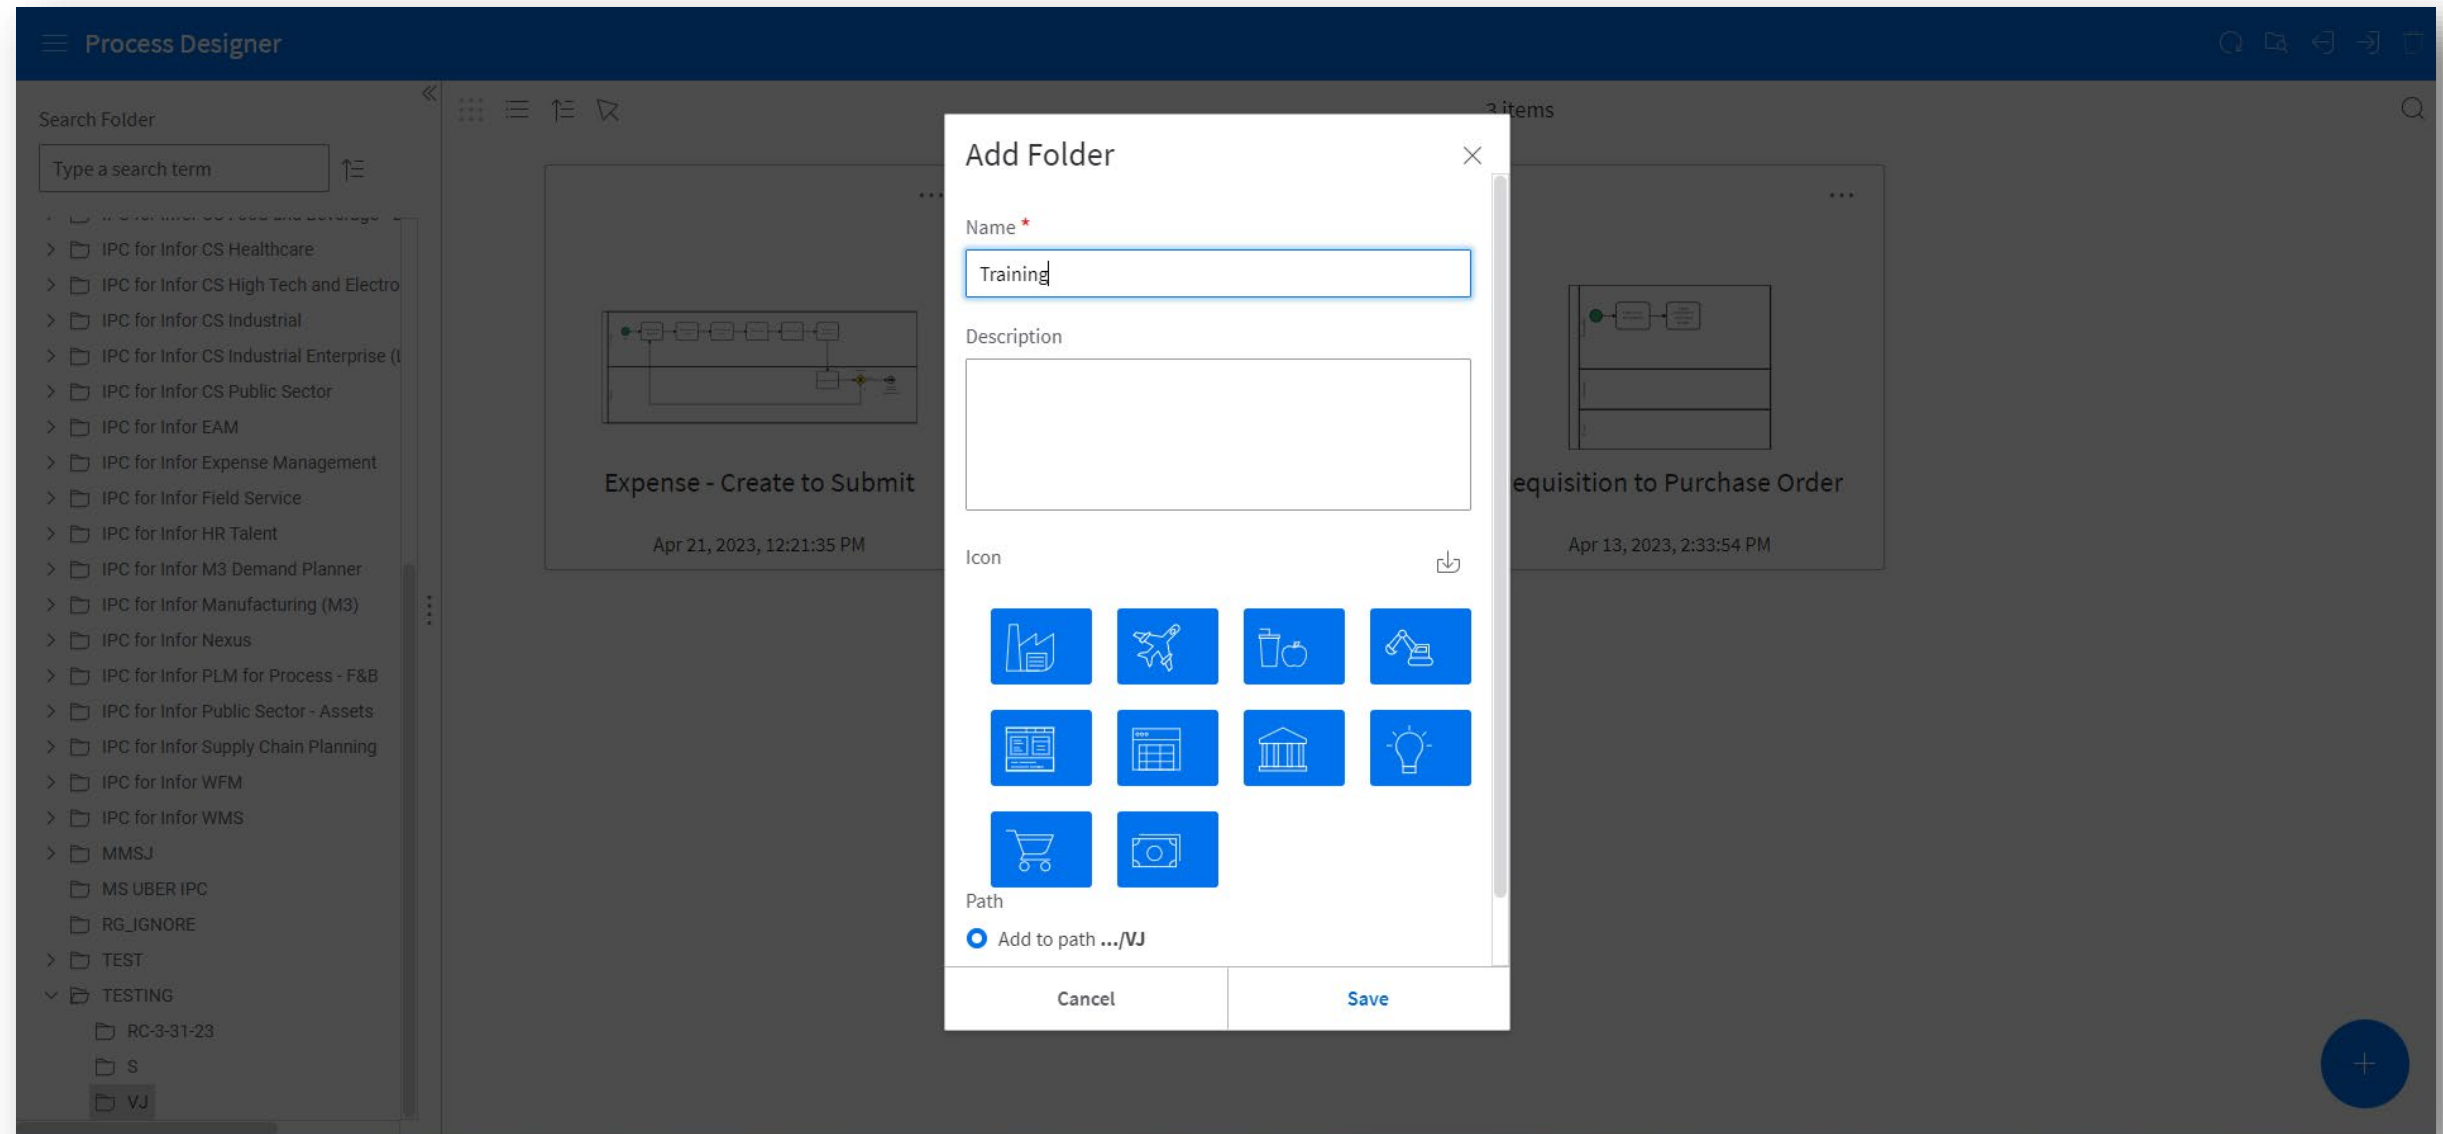 Process Designer
Search Folder
Type a search term
IPC for Infor CS Healthcare
IPC for Infor CS High Tech and Electro
IPC for Infor CS Industrial
IPC for Infor CS Industrial Enterprise (L
IPC for Infor CS Public Sector
IPC for Infor EAM
IPC for Infor Expense Management
IPC for Infor Field Service
IPC for Infor HR Talent
IPC for Infor M3 Demand Planner
IPC for Infor Manufacturing (M3)
IPC for Infor Nexus
IPC for Infor PLM for Process - F&B
IPC for Infor Public Sector - Assets
IPC for Infor Supply Chain Planning
IPC for Infor WFM
IPC for Infor WMS
MMSJ
MS UBER IPC
RG_IGNORE
TEST
TESTING
RC-3-31-23
S
VJ
3 items
Expense - Create to Submit
Apr 21, 2023, 12:21:35 PM
equisition to Purchase Order
Apr 13, 2023, 2:33:54 PM
Add Folder
Name *
Training
Description
Icon
Path
Add to path .../VJ
Cancel
Save